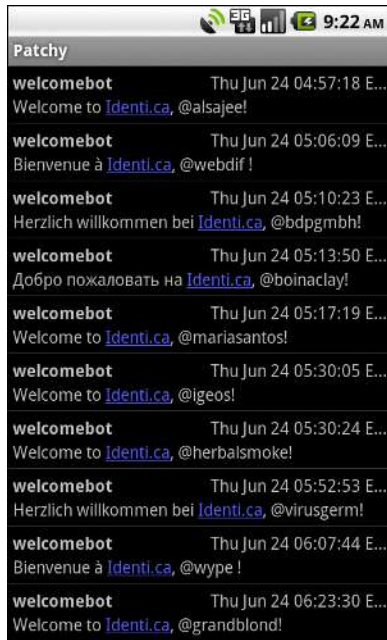 3G 9:22 AM
Patchy
welcomebot Thu Jun 24 04:57:18 E...
Welcome to Identi.ca, @alsajee!
welcomebot Thu Jun 24 05:06:09 E...
Bienvenue à Identi.ca, @webdif !
welcomebot Thu Jun 24 05:10:23 E...
Herzlich willkommen bei Identi.ca, @bdpgmbh!
welcomebot Thu Jun 24 05:13:50 E...
Добро пожаловать на Identi.ca, @boinaclay!
welcomebot Thu Jun 24 05:17:19 E...
Welcome to Identi.ca, @mariasantos!
welcomebot Thu Jun 24 05:30:05 E...
Welcome to Identi.ca, @igeos!
welcomebot Thu Jun 24 05:30:24 E...
Welcome to Identi.ca, @herbalsmoke!
welcomebot Thu Jun 24 05:52:53 E...
Herzlich willkommen bei Identi.ca, @virusgerm!
welcomebot Thu Jun 24 06:07:44 E...
Bienvenue à Identi.ca, @wype !
welcomebot Thu Jun 24 06:23:30 E...
Welcome to Identi.ca, @grandblond!